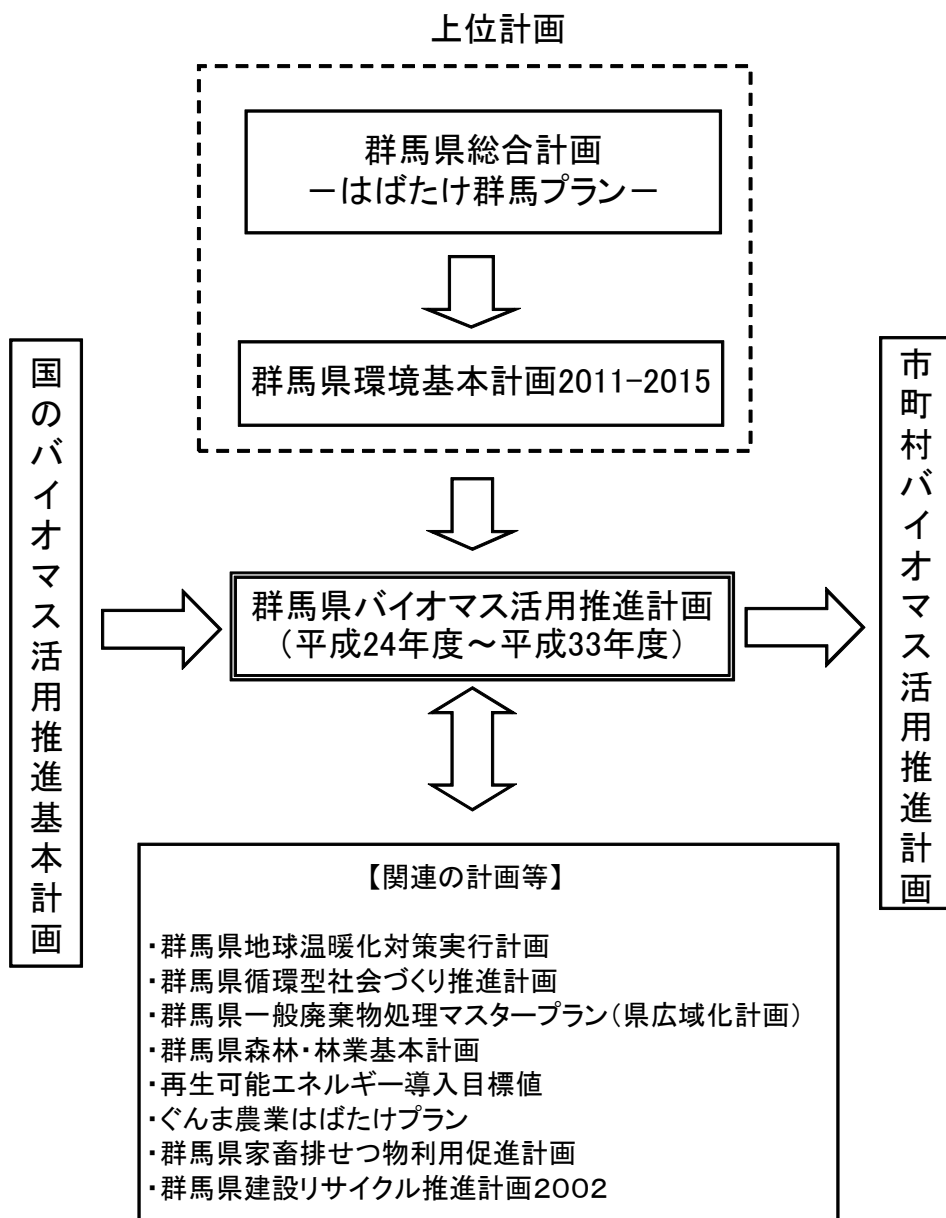 上位計画
群馬県総合計画
－はばたけ群馬プラン－
群馬県環境基本計画2011-2015
国のバイオマス活用推進基本計画
群馬県バイオマス活用推進計画
（平成24年度～平成33年度）
市町村バイオマス活用推進計画
【関連の計画等】
・群馬県地球温暖化対策実行計画
・群馬県循環型社会づくり推進計画
・群馬県一般廃棄物処理マスタープラン（県広域化計画）
・群馬県森林・林業基本計画
・再生可能エネルギー導入目標値
・ぐんま農業はばたけプラン
・群馬県家畜排せつ物利用促進計画
・群馬県建設リサイクル推進計画２００２